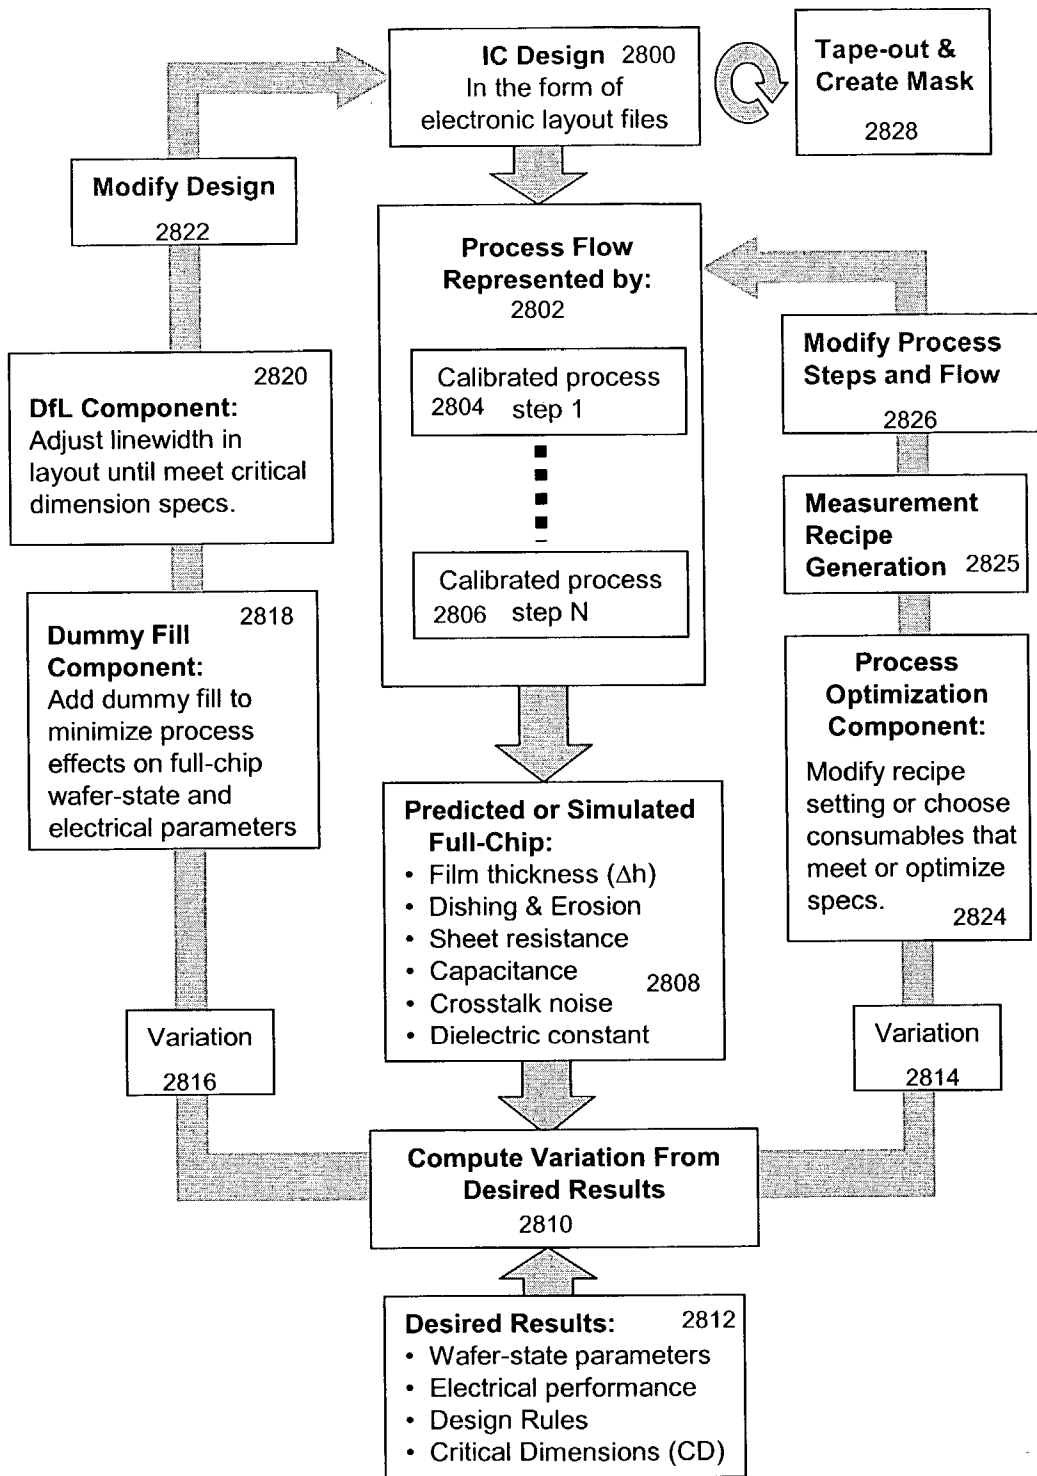 IC Design 2800
In the form of
electronic layout files
Tape-out &
Create Mask
2828
Modify Design
2822
Process Flow
Represented by:
2802
Calibrated process
2804 step 1
Calibrated process
2806 step N
Modify Process
Steps and Flow
2826
2820
DfL Component:
Adjust linewidth in
layout until meet critical
dimension specs.
Measurement
Recipe
Generation 2825
2818
Dummy Fill
Component:
Add dummy fill to
minimize process
effects on full-chip
wafer-state and
electrical parameters
Process
Optimization
Component:
Modify recipe
setting or choose
consumables that
meet or optimize
specs.
2824
Predicted or Simulated
Full-Chip:
• Film thickness (Δh)
• Dishing & Erosion
• Sheet resistance
• Capacitance
2808
• Crosstalk noise
• Dielectric constant
Variation
2816
Variation
2814
Compute Variation From
Desired Results
2810
Desired Results: 2812
• Wafer-state parameters
• Electrical performance
• Design Rules
• Critical Dimensions (CD)